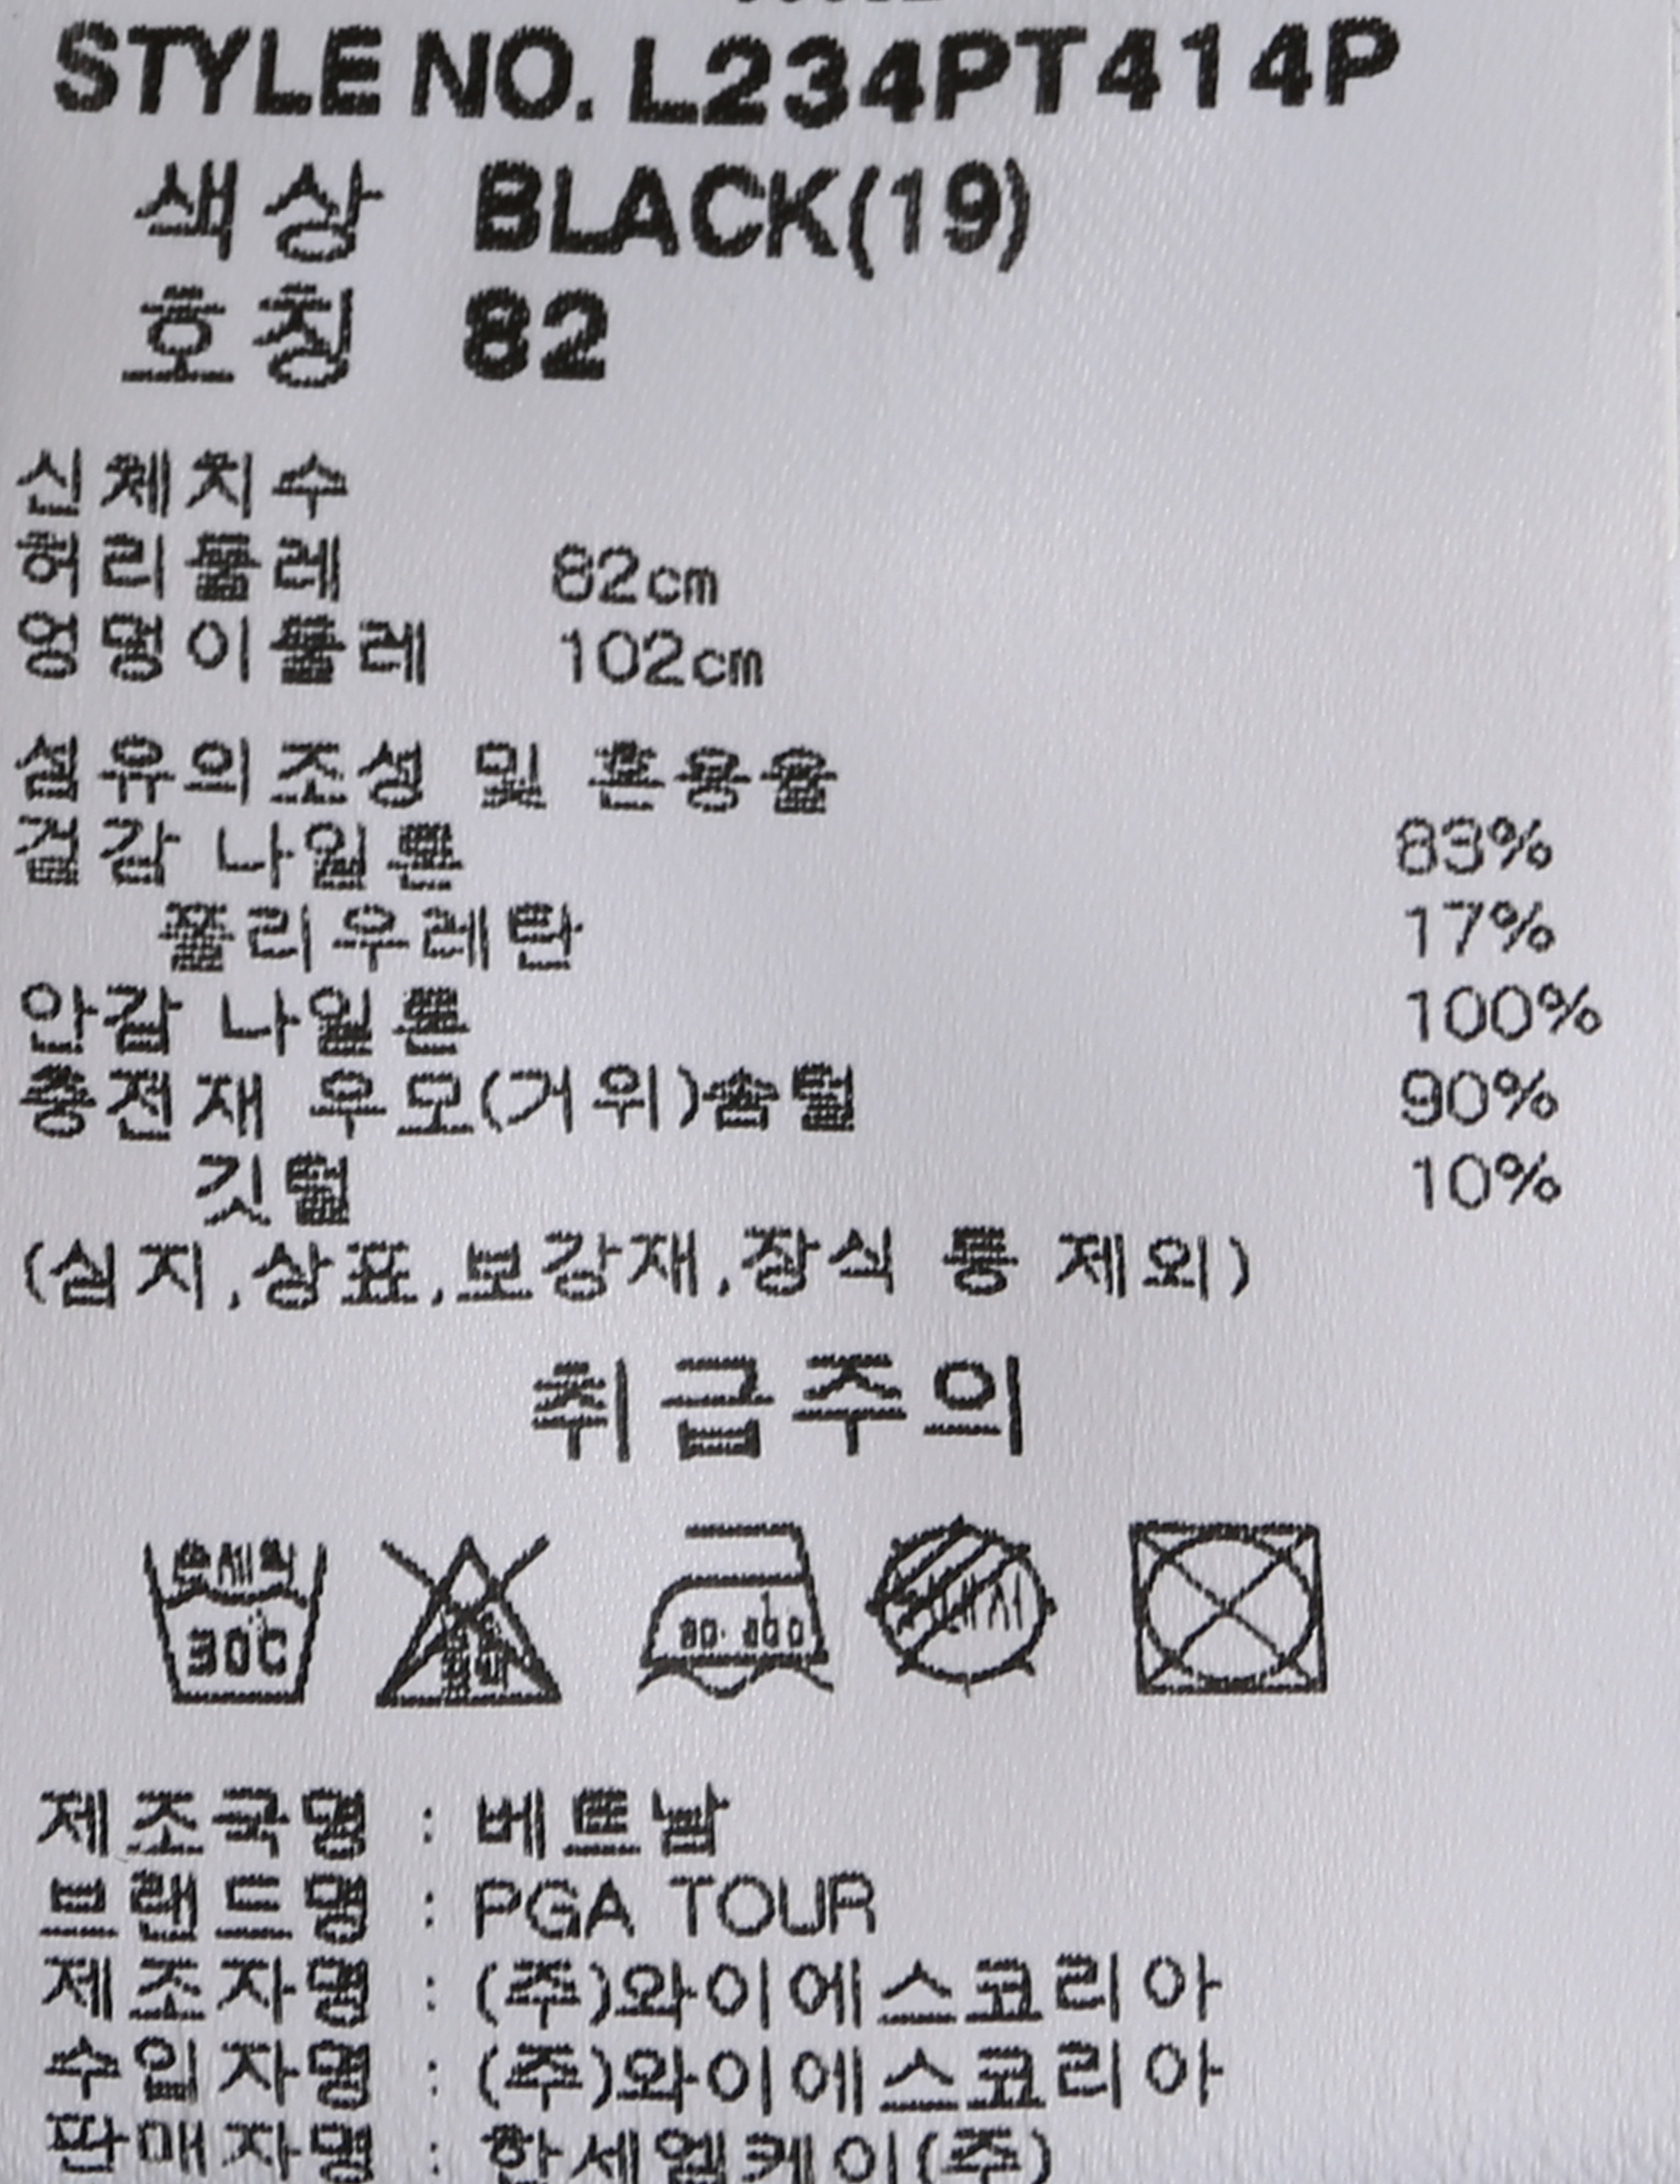 STYLE NO. L234PT414P
색상 BLACK(19)
호칭 82
신체치수
허리둘레 82cm
엉덩이둘레 102cm
섬유의조성 및 혼용율
겉감 나일론 83%
폴리우레탄 17%
안감 나일론 100%
충전재 우모(거위)솜털 90%
깃털 10%
(심지,상표,보강재,장식 등 제외)
취급주의
30C
제조국명 : 베트남
브랜드명 : PGA TOUR
제조자명 : (주)와이에스코리아
수입자명 : (주)와이에스코리아
판매자명 : 한세엠케이(주)